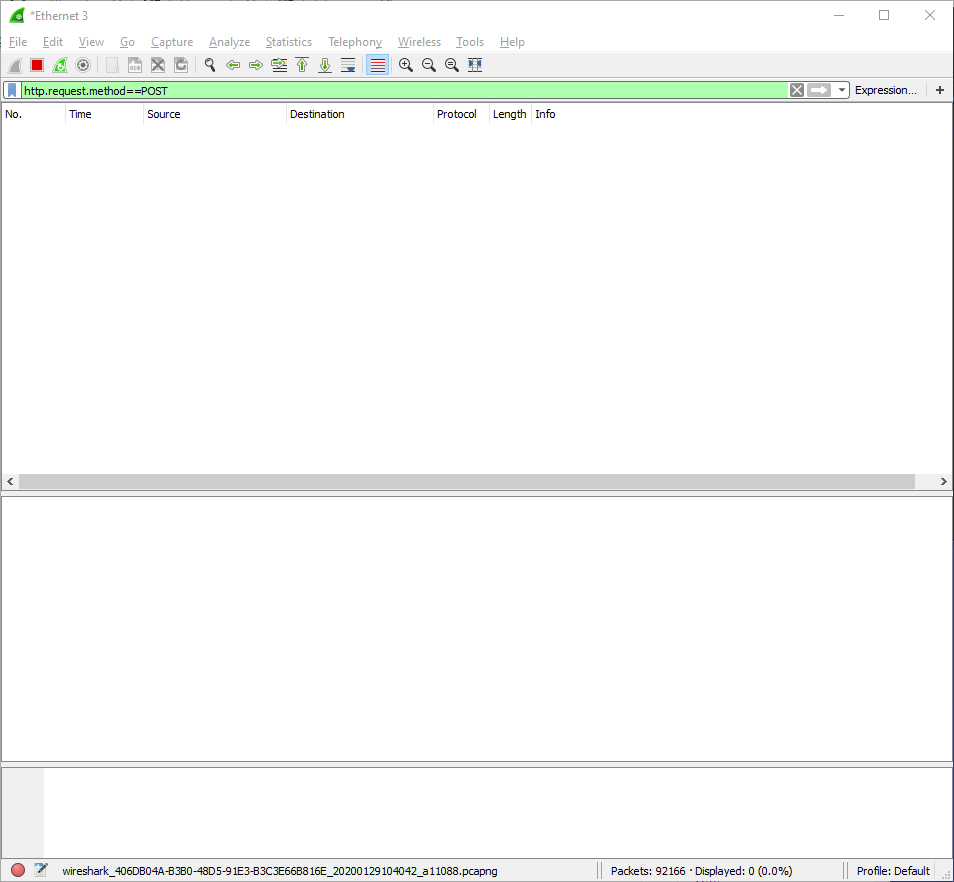 *Ethernet 3
File Edit View Go Capture Analyze Statistics Telephony Wireless Tools Help
http.request.method==POST Expression... +
No. Time Source Destination Protocol Length Info
wireshark_406DB04A-B3B0-48D5-91E3-B3C3E66B816E_20200129104042_a11088.pcapng Packets: 92166 · Displayed: 0 (0.0%) Profile: Default